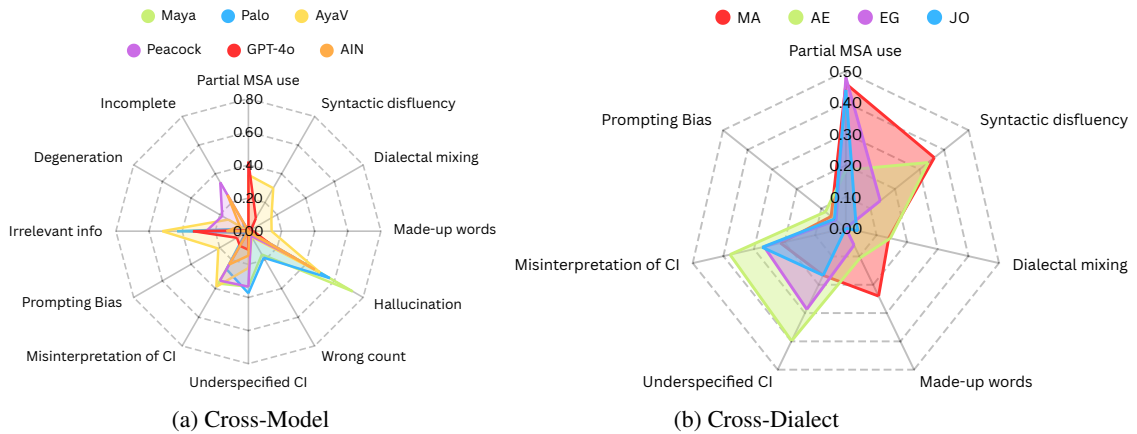 Maya Palo AyaV
Peacock GPT-4o AIN
Partial MSA use
0.80
Incomplete Syntactic disfluency
0.60
Degeneration 0.40 Dialectal mixing
0.20
Irrelevant info 0.00 Made-up words
Prompting Bias Hallucination
Misinterpretation of CI Wrong count
Underspecified CI
(a) Cross-Model
MA AE EG JO
Partial MSA use
0.50
0.40
Prompting Bias Syntactic disfluency
0.30
0.20
0.10
0.00
Misinterpretation of CI Dialectal mixing
Underspecified CI Made-up words
(b) Cross-Dialect